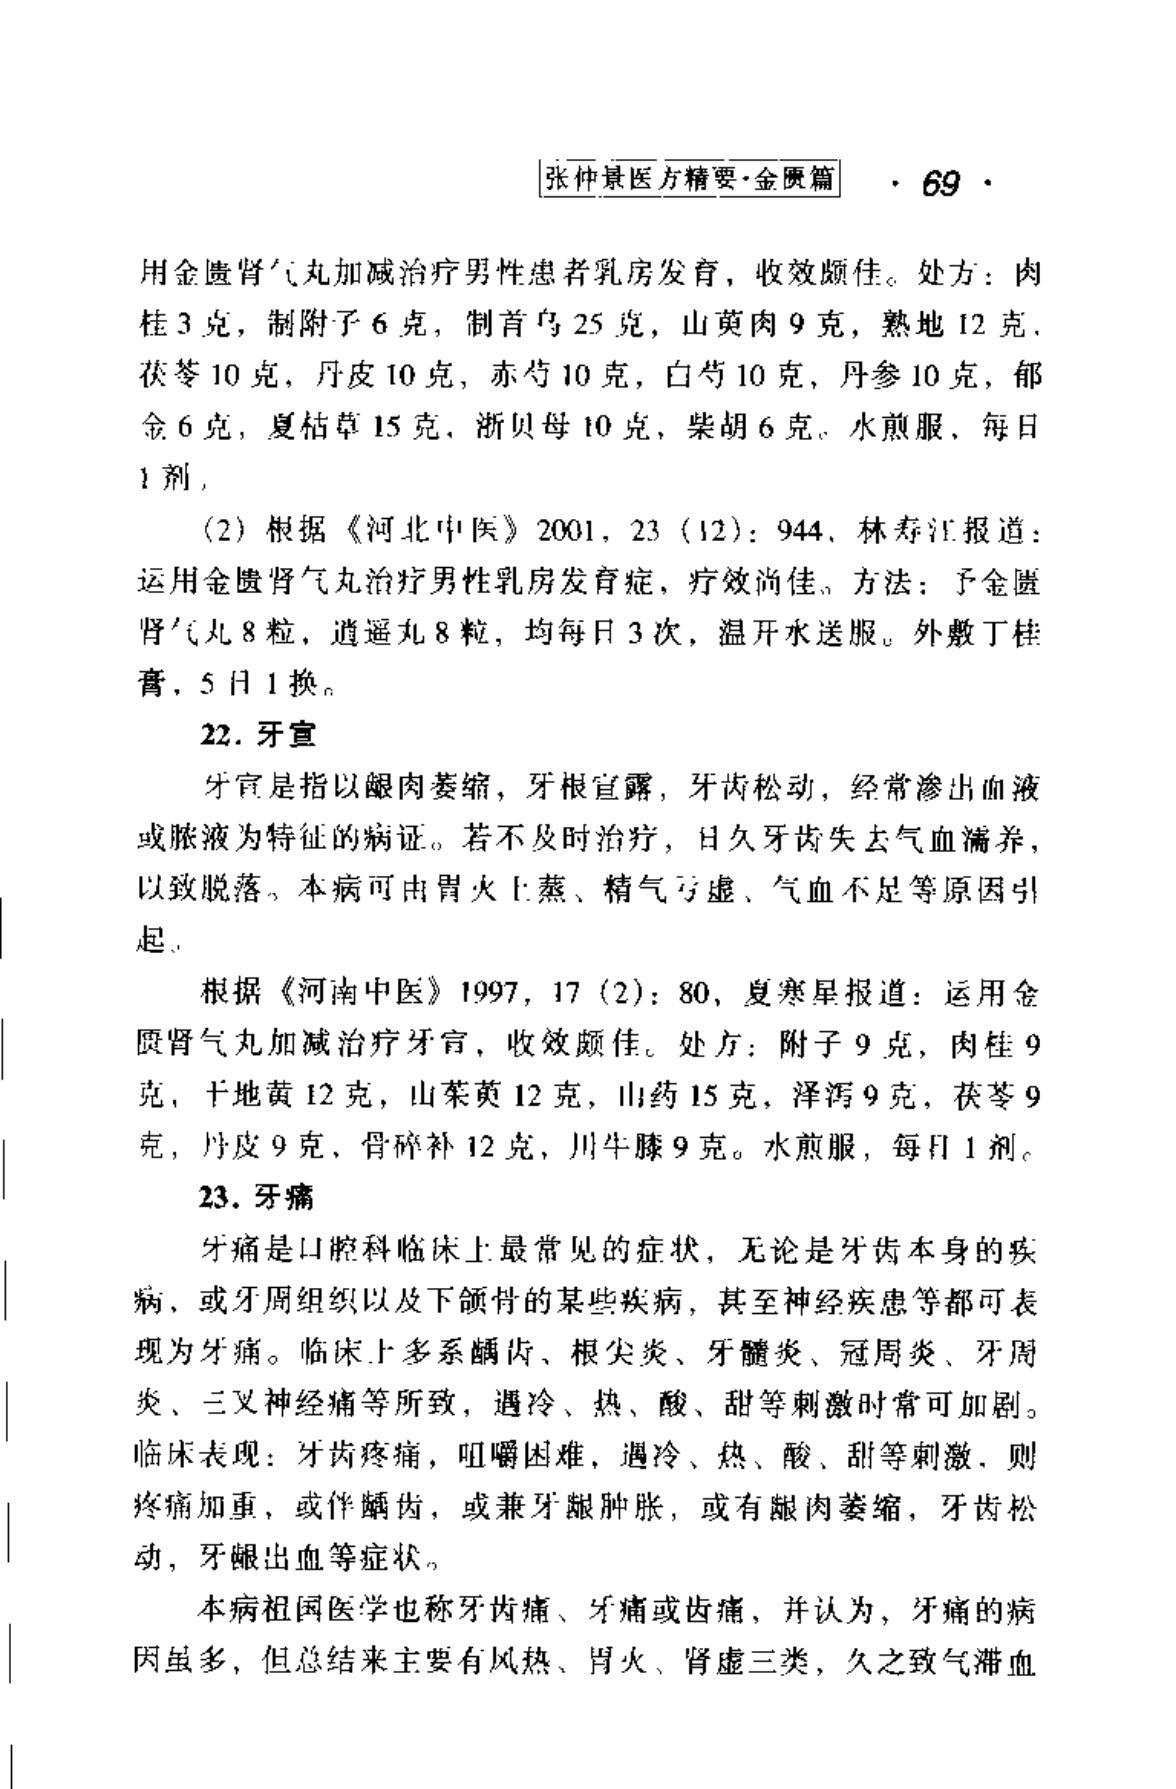 张仲景医方精要·金匮篇 · 69 ·
用金匮肾气丸加减治疗男性患者乳房发育，收效颇佳。处方：肉
桂 3 克，制附子 6 克，制首乌 25 克，山萸肉 9 克，熟地 12 克，
茯苓 10 克，丹皮 10 克，赤芍 10 克，白芍 10 克，丹参 10 克，郁
金 6 克，夏枯草 15 克，浙贝母 10 克，柴胡 6 克。水煎服，每日
1 剂。
（2）根据《河北中医》2001，23（12）：944，林寿江报道：
运用金匮肾气丸治疗男性乳房发育症，疗效尚佳。方法：予金匮
肾气丸 8 粒，逍遥丸 8 粒，均每日 3 次，温开水送服。外敷丁桂
膏，5 日 1 换。
22. 牙宣
牙宣是指以龈肉萎缩，牙根宣露，牙齿松动，经常渗出血液
或脓液为特征的病证。若不及时治疗，日久牙齿失去气血濡养，
以致脱落。本病可由胃火上蒸、精气亏虚、气血不足等原因引
起。
根据《河南中医》1997，17（2）：80，夏寒星报道：运用金
匮肾气丸加减治疗牙宣，收效颇佳。处方：附子 9 克，肉桂 9
克，干地黄 12 克，山茱萸 12 克，山药 15 克，泽泻 9 克，茯苓 9
克，丹皮 9 克，骨碎补 12 克，川牛膝 9 克。水煎服，每日 1 剂。
23. 牙痛
牙痛是口腔科临床上最常见的症状，无论是牙齿本身的疾
病，或牙周组织以及下颌骨的某些疾病，甚至神经疾患等都可表
现为牙痛。临床上多系龋齿、根尖炎、牙髓炎、冠周炎、牙周
炎、三叉神经痛等所致，遇冷、热、酸、甜等刺激时常可加剧。
临床表现：牙齿疼痛，咀嚼困难，遇冷、热、酸、甜等刺激，则
疼痛加重，或伴龋齿，或兼牙龈肿胀，或有龈肉萎缩，牙齿松
动，牙龈出血等症状。
本病祖国医学也称牙齿痛、牙痛或齿痛，并认为，牙痛的病
因虽多，但总结来主要有风热、胃火、肾虚三类，久之致气滞血